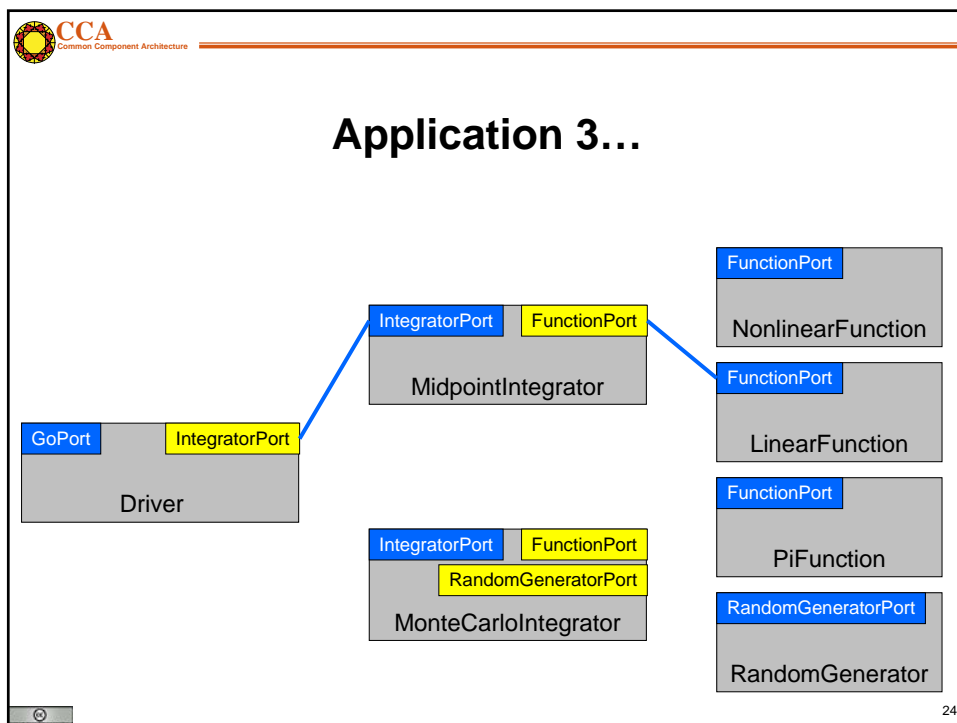 CCA
Common Component Architecture
Application 3…
FunctionPort
NonlinearFunction
IntegratorPort
FunctionPort
MidpointIntegrator
FunctionPort
LinearFunction
GoPort
IntegratorPort
Driver
FunctionPort
PiFunction
IntegratorPort
FunctionPort
RandomGeneratorPort
MonteCarloIntegrator
RandomGeneratorPort
RandomGenerator
cc
24